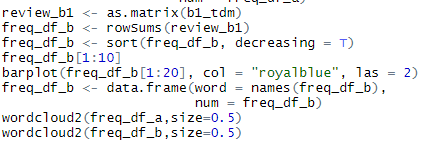 num = freq_df_a)
review_b1 <- as.matrix(b1_tdm)
freq_df_b <- rowSums(review_b1)
freq_df_b <- sort(freq_df_b, decreasing = T)
freq_df_b[1:10]
barplot(freq_df_b[1:20], col = "royalblue", las = 2)
freq_df_b <- data.frame(word = names(freq_df_b),
num = freq_df_b)
wordcloud2(freq_df_a,size=0.5)
wordcloud2(freq_df_b,size=0.5)